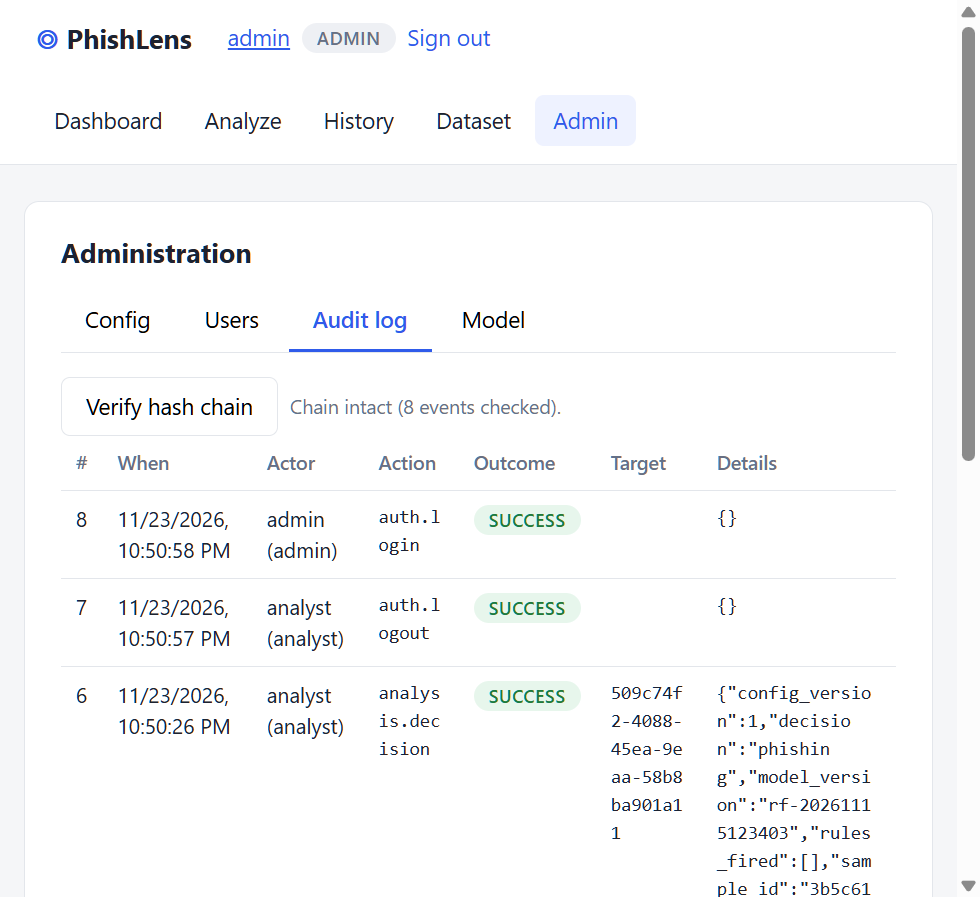 PhishLens admin ADMIN Sign out
Dashboard Analyze History Dataset Admin
Administration
Config Users Audit log Model
Verify hash chain Chain intact (8 events checked).
# When Actor Action Outcome Target Details
8 11/23/2026, 10:50:58 PM admin (admin) auth.l
ogin SUCCESS {}
7 11/23/2026, 10:50:57 PM analyst (analyst) auth.l
ogout SUCCESS {}
6 11/23/2026, 10:50:26 PM analyst (analyst) analys
is.dec
ision SUCCESS 509c74f
2-4088-
45ea-9e
aa-58b8
ba901a1
1
{"config_versio
n":1,"decisio
n":"phishin
g","model_versi
on":"rf-2026111
5123403","rules
_fired":[],"sam
ple_id":"3b5c61